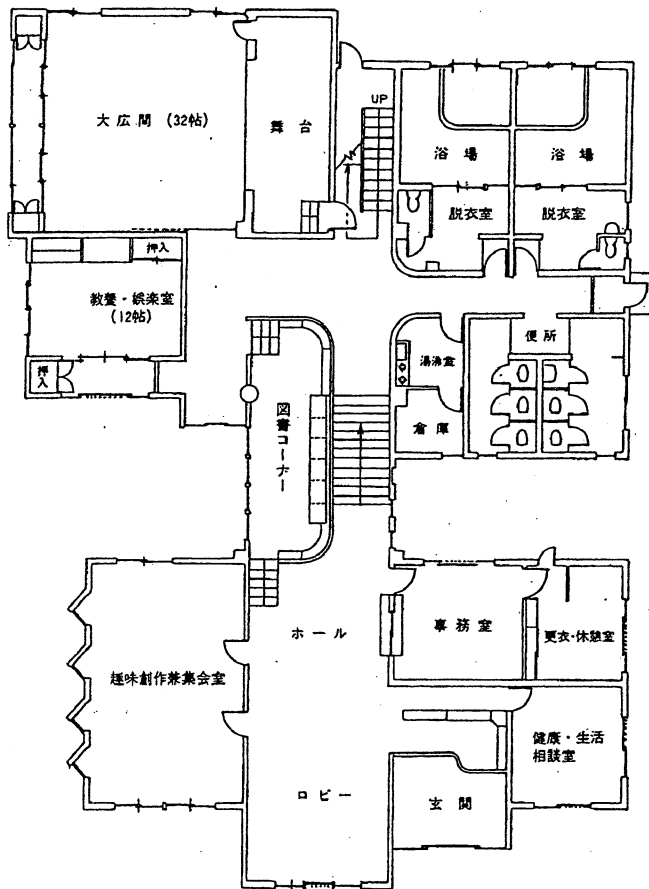 大広間 (32帖)
舞台
UP
浴場
浴場
脱衣室
脱衣室
押入
教養・娯楽室
(12帖)
押入
便所
湯沸室
倉庫
図書コーナー
ホール
事務室
更衣・休憩室
趣味創作兼集会室
健康・生活
相談室
ロビー
玄関